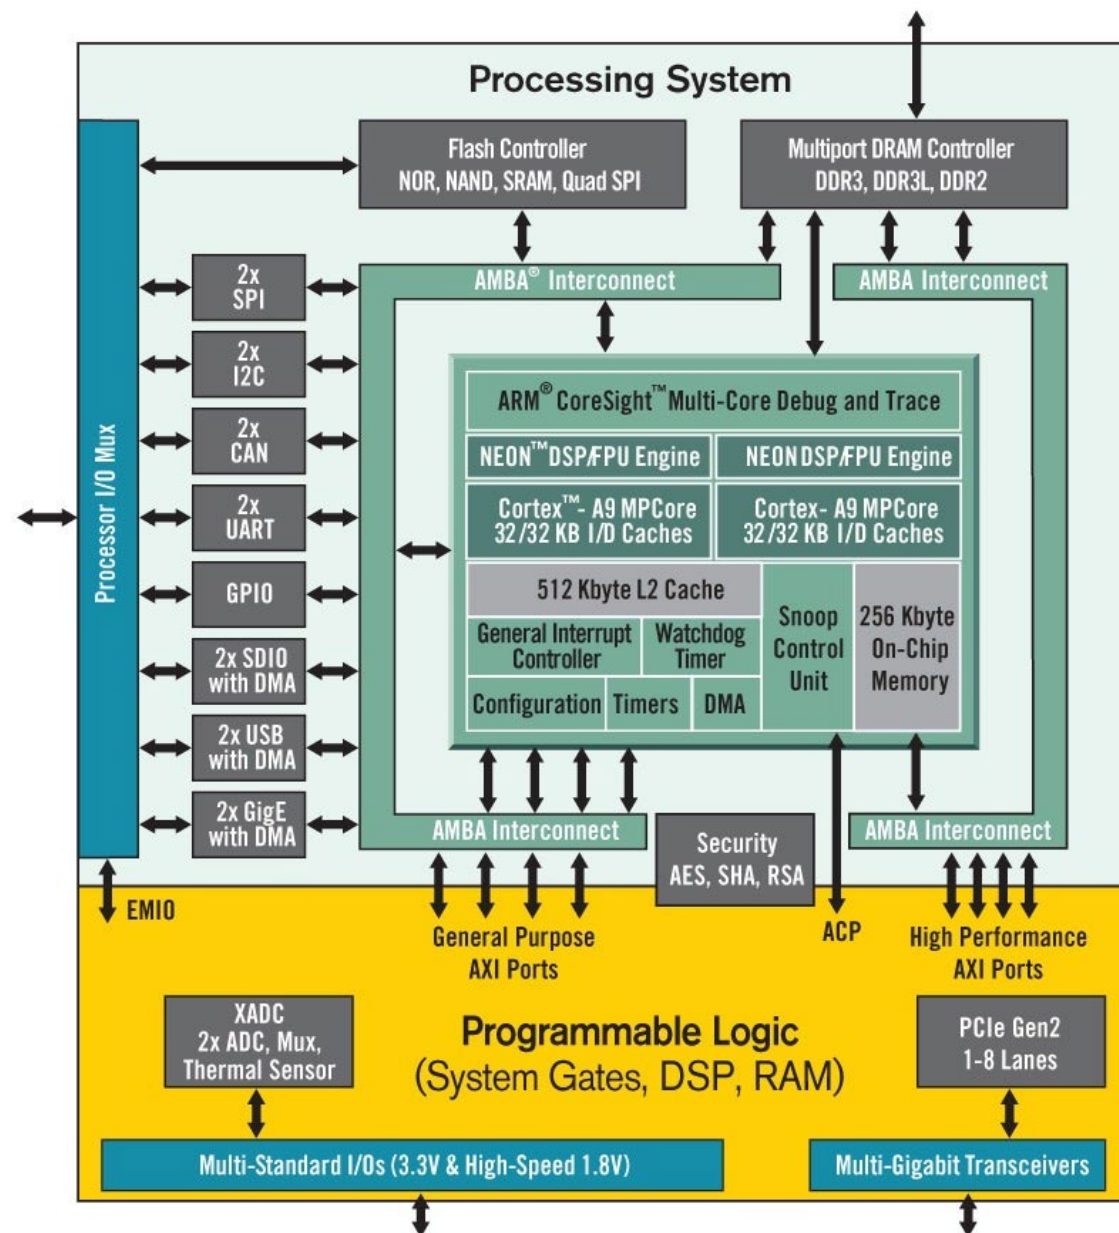 Processing System
Flash Controller
NOR, NAND, SRAM, Quad SPI
Multiport DRAM Controller
DDR3, DDR3L, DDR2
AMBA® Interconnect
AMBA Interconnect
Processor I/O Mux
2x
SPI
2x
I2C
2x
CAN
2x
UART
GPIO
2x SDIO
with DMA
2x USB
with DMA
2x GigE
with DMA
ARM® CoreSight™ Multi-Core Debug and Trace
NEON™ DSP/FPU Engine
NEON DSP/FPU Engine
Cortex™- A9 MPCore
32/32 KB I/D Caches
Cortex- A9 MPCore
32/32 KB I/D Caches
512 Kbyte L2 Cache
General Interrupt
Controller
Watchdog
Timer
Configuration
Timers
DMA
Snoop
Control
Unit
256 Kbyte
On-Chip
Memory
AMBA Interconnect
Security
AES, SHA, RSA
AMBA Interconnect
EMIO
General Purpose
AXI Ports
ACP
High Performance
AXI Ports
XADC
2x ADC, Mux,
Thermal Sensor
Programmable Logic
(System Gates, DSP, RAM)
PCIe Gen2
1-8 Lanes
Multi-Standard I/Os (3.3V & High-Speed 1.8V)
Multi-Gigabit Transceivers